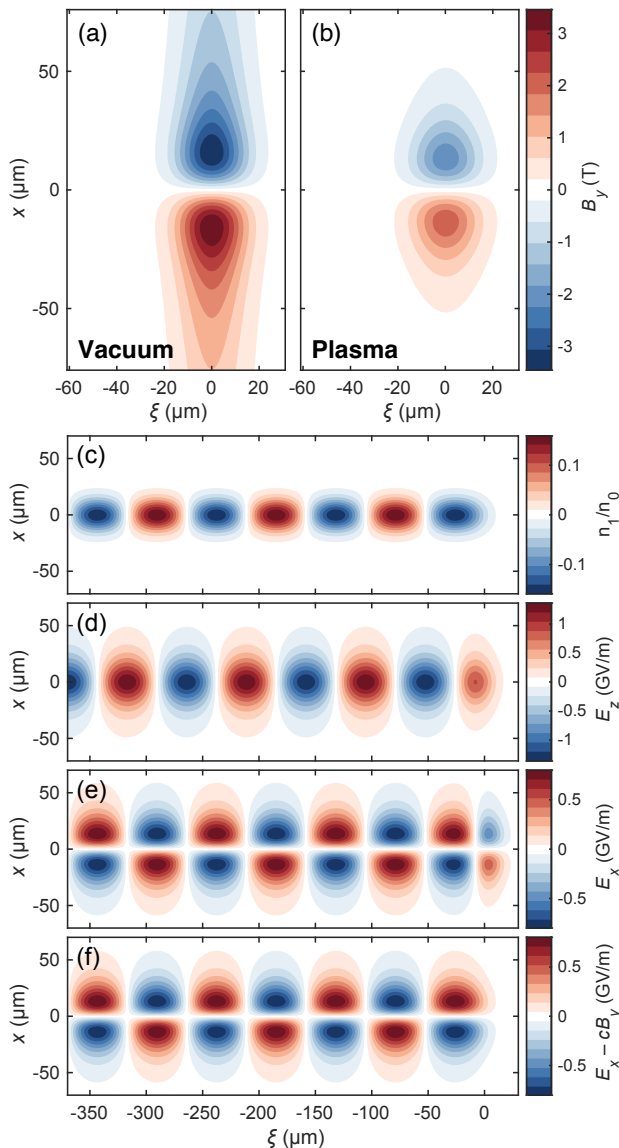 (a)
(b)
50
0
-50
x (µm)
Vacuum
Plasma
-60 -40 -20 0 20
-60 -40 -20 0 20
ξ (µm)
ξ (µm)
3
2
1
0
-1
-2
-3
B_y (T)
(c)
50
0
-50
x (µm)
0.1
0
-0.1
n_1/n_0
(d)
50
0
-50
x (µm)
1
0.5
0
-0.5
-1
E_z (GV/m)
(e)
50
0
-50
x (µm)
0.5
0
-0.5
E_x (GV/m)
(f)
50
0
-50
x (µm)
0.5
0
-0.5
E_x – cB_y (GV/m)
-350 -300 -250 -200 -150 -100 -50 0
ξ (µm)